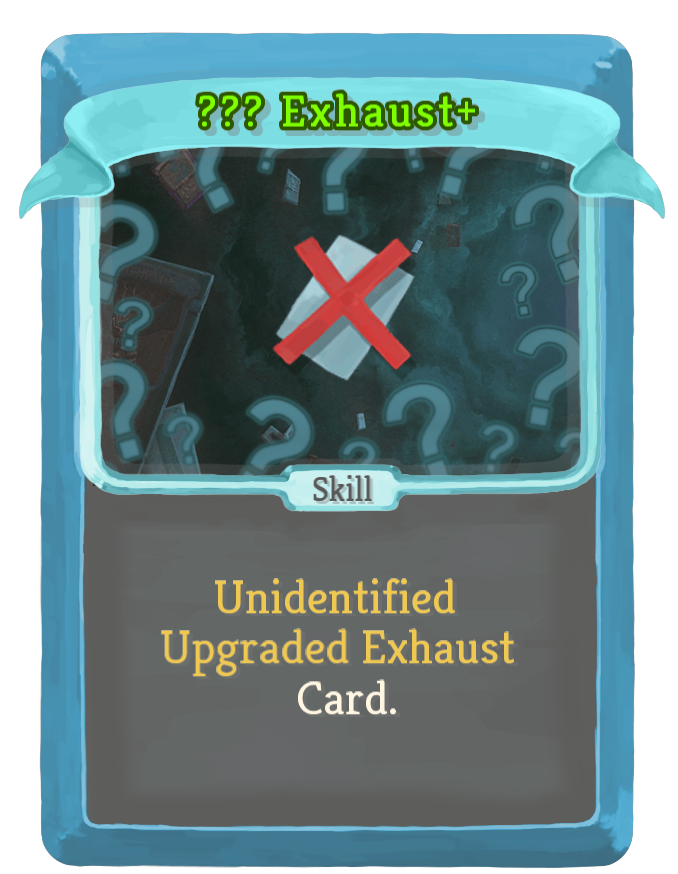 ??? Exhaust+
Skill
Unidentified
Upgraded Exhaust
Card.